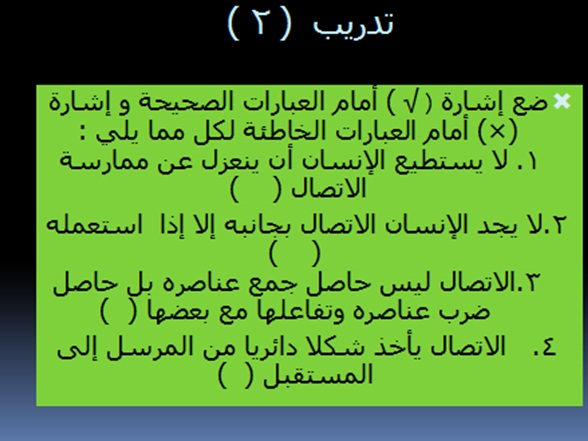 تدريب ( ٢ )
ضع إشارة ( √ ) أمام العبارات الصحيحة و إشارة
(×) أمام العبارات الخاطئة لكل مما يلي :
١. لا يستطيع الإنسان أن ينعزل عن ممارسة
الاتصال ( )
٢.لا يجد الإنسان الاتصال بجانبه إلا إذا استعمله
( )
٣.الاتصال ليس حاصل جمع عناصره بل حاصل
ضرب عناصره وتفاعلها مع بعضها ( )
٤. الاتصال يأخذ شكلا دائريا من المرسل إلى
المستقبل ( )